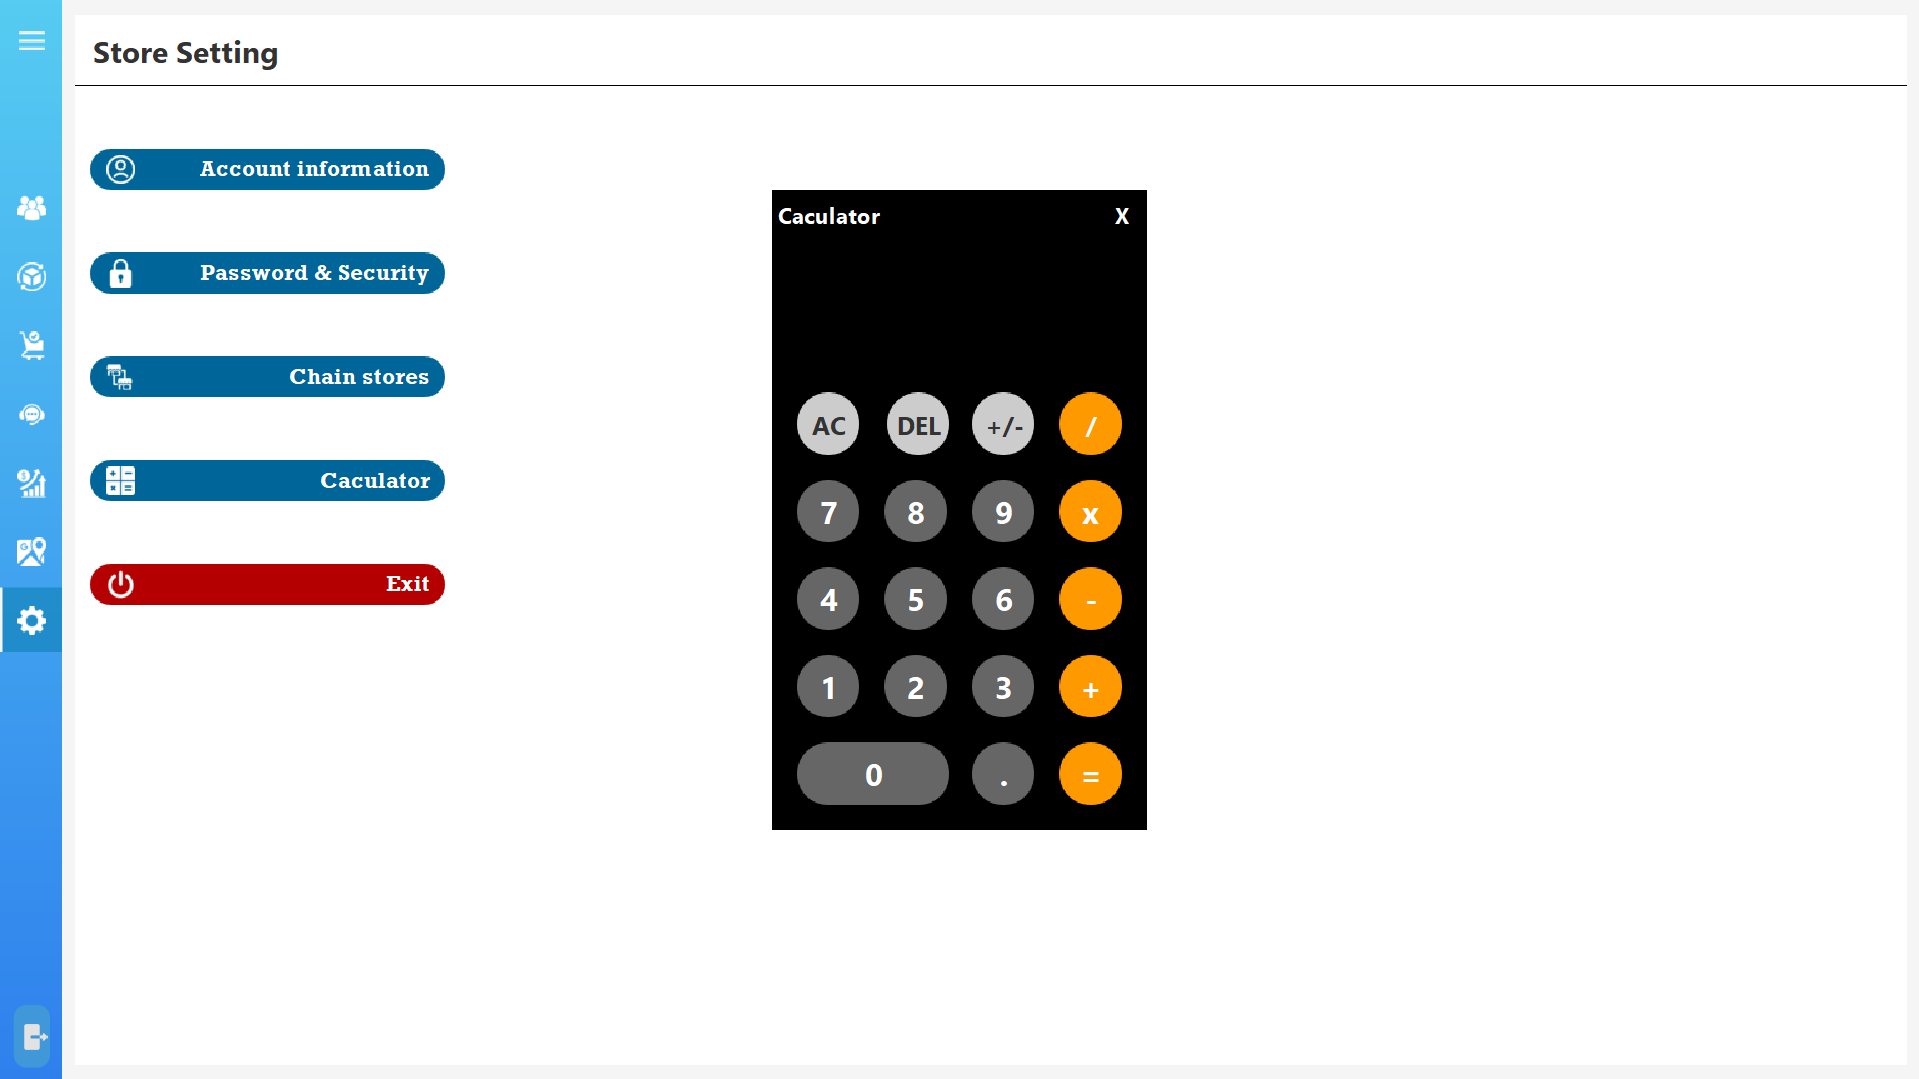 Store Setting
Account information
Password & Security
Chain stores
Caculator
Exit
Caculator X
AC DEL +/- /
7 8 9 x
4 5 6 -
1 2 3 +
0 . =